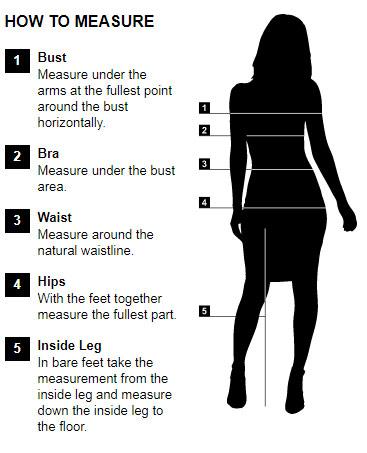 HOW TO MEASURE
1 Bust
Measure under the
arms at the fullest point
around the bust
horizontally.
2 Bra
Measure under the bust
area.
3 Waist
Measure around the
natural waistline.
4 Hips
With the feet together
measure the fullest part.
5 Inside Leg
In bare feet take the
measurement from the
inside leg and measure
down the inside leg to
the floor.
1
2
3
4
5